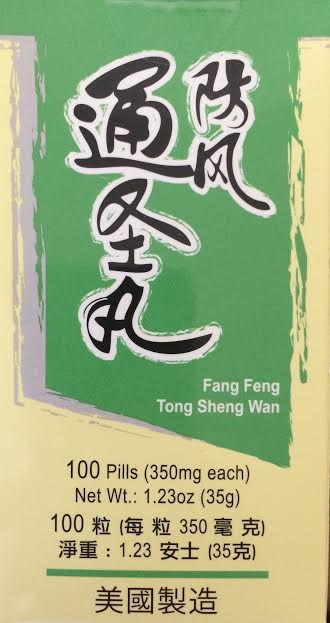 防风
通圣丸
Fang Feng
Tong Sheng Wan
100 Pills (350mg each)
Net Wt.: 1.23oz (35g)
100 粒 (每 粒 350 毫 克)
淨重 : 1.23 安士 (35克)
美國製造